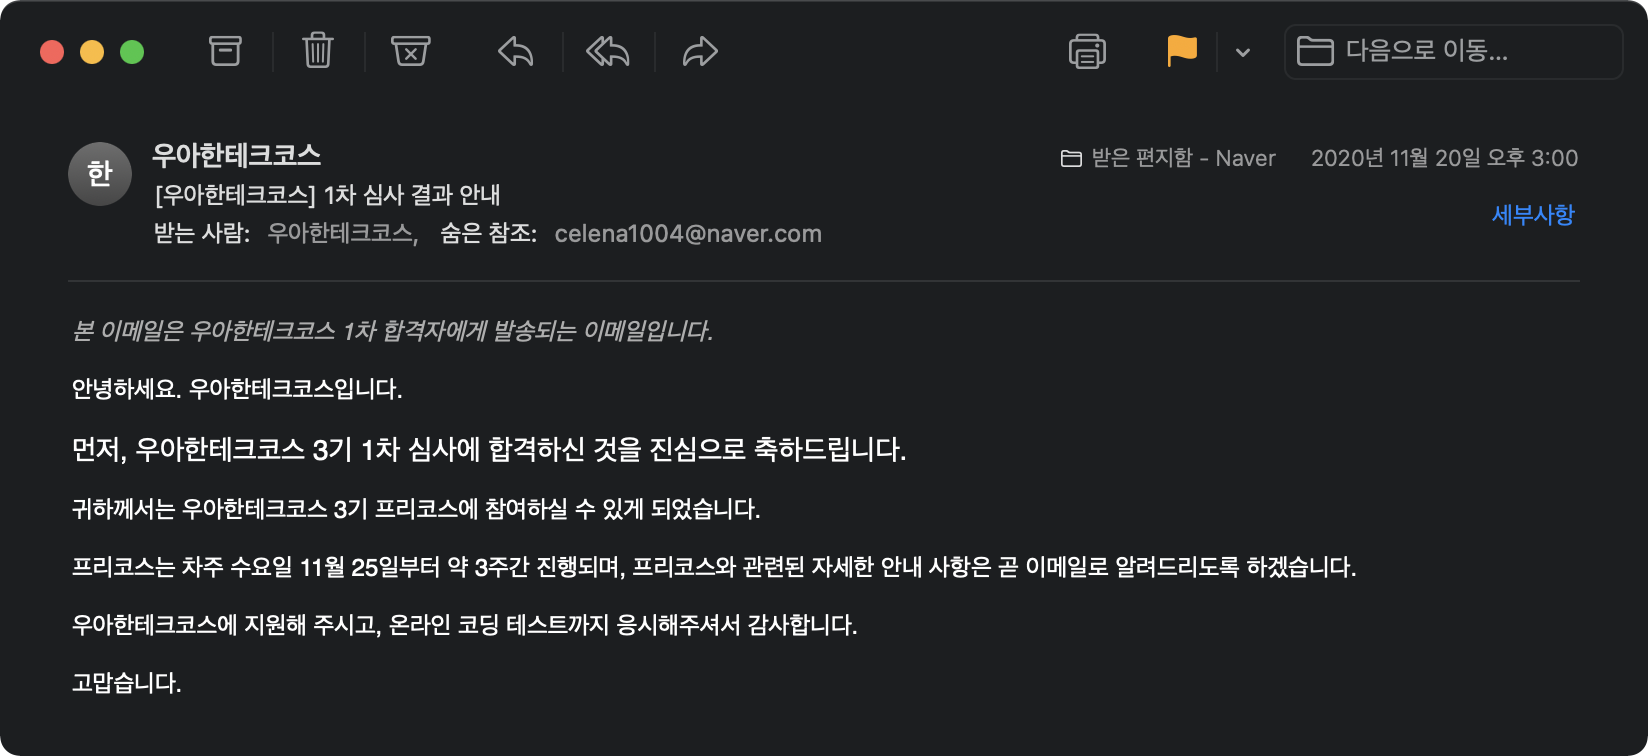 다음으로 이동...
한
우아한테크코스
받은 편지함 - Naver 2020년 11월 20일 오후 3:00
[우아한테크코스] 1차 심사 결과 안내
세부사항
받는 사람: 우아한테크코스, 숨은 참조: celena1004@naver.com
본 이메일은 우아한테크코스 1차 합격자에게 발송되는 이메일입니다.
안녕하세요. 우아한테크코스입니다.
먼저, 우아한테크코스 3기 1차 심사에 합격하신 것을 진심으로 축하드립니다.
귀하께서는 우아한테크코스 3기 프리코스에 참여하실 수 있게 되었습니다.
프리코스는 차주 수요일 11월 25일부터 약 3주간 진행되며, 프리코스와 관련된 자세한 안내 사항은 곧 이메일로 알려드리도록 하겠습니다.
우아한테크코스에 지원해 주시고, 온라인 코딩 테스트까지 응시해주셔서 감사합니다.
고맙습니다.